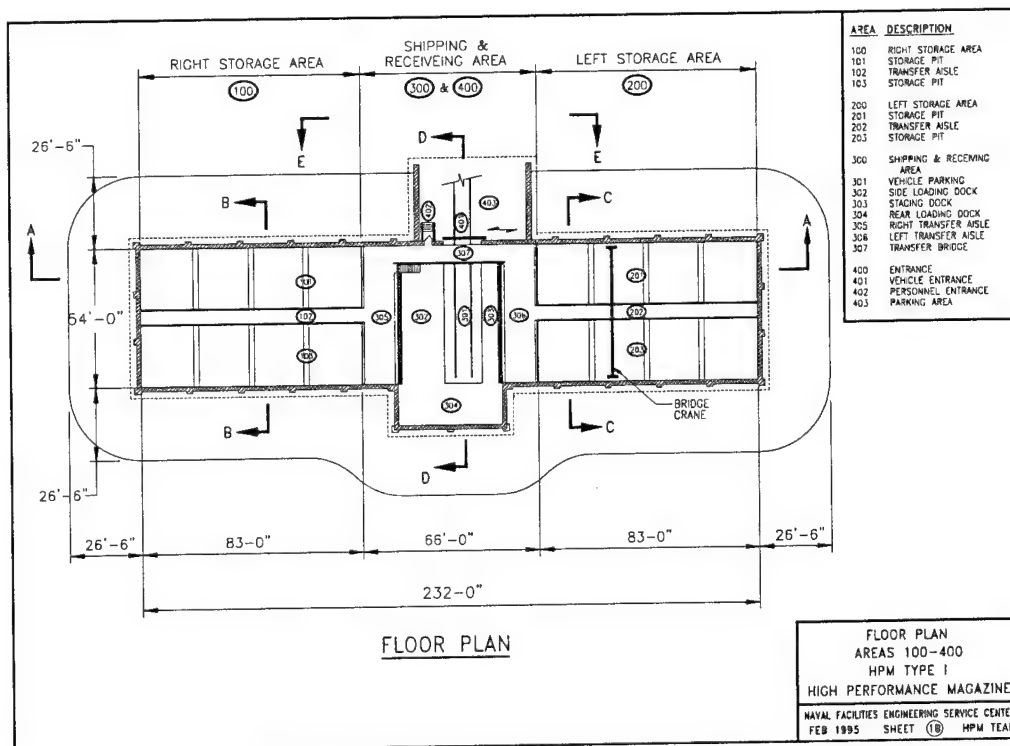 RIGHT STORAGE AREA
100
SHIPPING &
RECEIVEING AREA
300 & 400
LEFT STORAGE AREA
200
AREA DESCRIPTION
100 RIGHT STORAGE AREA
101 STORAGE PIT
102 TRANSFER AISLE
103 STORAGE PIT
200 LEFT STORAGE AREA
201 STORAGE PIT
202 TRANSFER AISLE
203 STORAGE PIT
300 SHIPPING & RECEIVING
AREA
301 VEHICLE PARKING
302 SIDE LOADING DOCK
303 STAGING DOCK
304 REAR LOADING DOCK
305 RIGHT TRANSFER AISLE
306 LEFT TRANSFER AISLE
307 TRANSFER BRIDGE
400 ENTRANCE
401 VEHICLE ENTRANCE
402 PERSONNEL ENTRANCE
403 PARKING AREA
26'-6"
E
D
E
B
C
A
A
402
401
403
307
101
102
103
305
302
301
303
306
201
202
203
54'-0"
304
BRIDGE
CRANE
B
C
D
26'-6"
26'-6"
83-0"
66'-0"
83-0"
26'-6"
232-0"
FLOOR PLAN
FLOOR PLAN
AREAS 100-400
HPM TYPE I
HIGH PERFORMANCE MAGAZINE
NAVAL FACILITIES ENGINEERING SERVICE CENTER
FEB 1995 SHEET 1B HPM TEAM